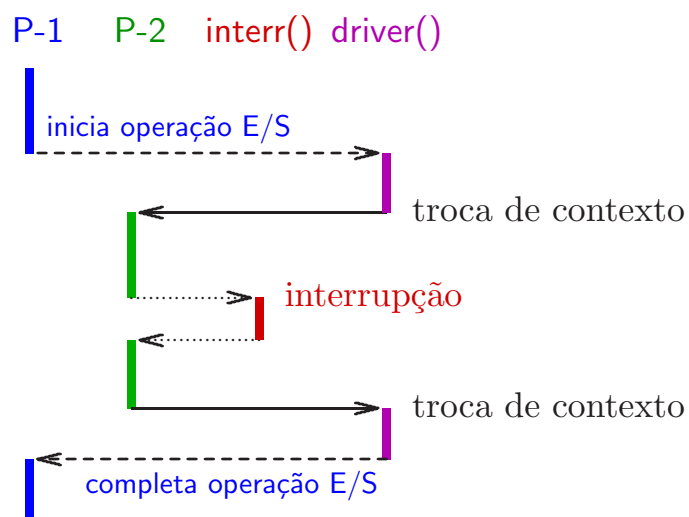 P-1 P-2 interr() driver()
inicia operação E/S
troca de contexto
interrupção
troca de contexto
completa operação E/S